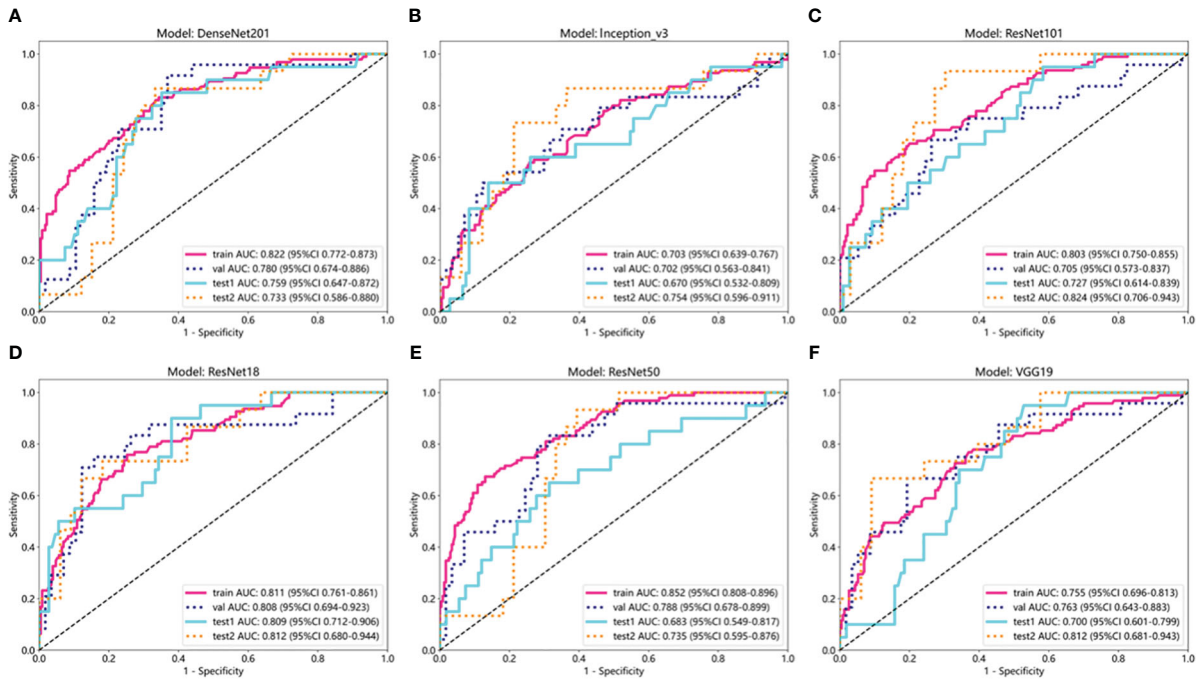 A
Model: DenseNet201
Sensitivity
1.0
0.8
0.6
0.4
0.2
0.0
train AUC: 0.822 (95%CI 0.772-0.873)
val AUC: 0.780 (95%CI 0.674-0.886)
test1 AUC: 0.759 (95%CI 0.647-0.872)
test2 AUC: 0.733 (95%CI 0.586-0.880)
0.0 0.2 0.4 0.6 0.8 1.0
1 - Specificity
B
Model: Inception_v3
Sensitivity
1.0
0.8
0.6
0.4
0.2
0.0
train AUC: 0.703 (95%CI 0.639-0.767)
val AUC: 0.702 (95%CI 0.563-0.841)
test1 AUC: 0.670 (95%CI 0.532-0.809)
test2 AUC: 0.754 (95%CI 0.596-0.911)
0.0 0.2 0.4 0.6 0.8 1.0
1 - Specificity
C
Model: ResNet101
Sensitivity
1.0
0.8
0.6
0.4
0.2
0.0
train AUC: 0.803 (95%CI 0.750-0.855)
val AUC: 0.705 (95%CI 0.573-0.837)
test1 AUC: 0.727 (95%CI 0.614-0.839)
test2 AUC: 0.824 (95%CI 0.706-0.943)
0.0 0.2 0.4 0.6 0.8 1.0
1 - Specificity
D
Model: ResNet18
Sensitivity
1.0
0.8
0.6
0.4
0.2
0.0
train AUC: 0.811 (95%CI 0.761-0.861)
val AUC: 0.808 (95%CI 0.694-0.923)
test1 AUC: 0.809 (95%CI 0.712-0.906)
test2 AUC: 0.812 (95%CI 0.680-0.944)
0.0 0.2 0.4 0.6 0.8 1.0
1 - Specificity
E
Model: ResNet50
Sensitivity
1.0
0.8
0.6
0.4
0.2
0.0
train AUC: 0.852 (95%CI 0.808-0.896)
val AUC: 0.788 (95%CI 0.678-0.899)
test1 AUC: 0.683 (95%CI 0.549-0.817)
test2 AUC: 0.735 (95%CI 0.595-0.876)
0.0 0.2 0.4 0.6 0.8 1.0
1 - Specificity
F
Model: VGG19
Sensitivity
1.0
0.8
0.6
0.4
0.2
0.0
train AUC: 0.755 (95%CI 0.696-0.813)
val AUC: 0.763 (95%CI 0.643-0.883)
test1 AUC: 0.700 (95%CI 0.601-0.799)
test2 AUC: 0.812 (95%CI 0.681-0.943)
0.0 0.2 0.4 0.6 0.8 1.0
1 - Specificity